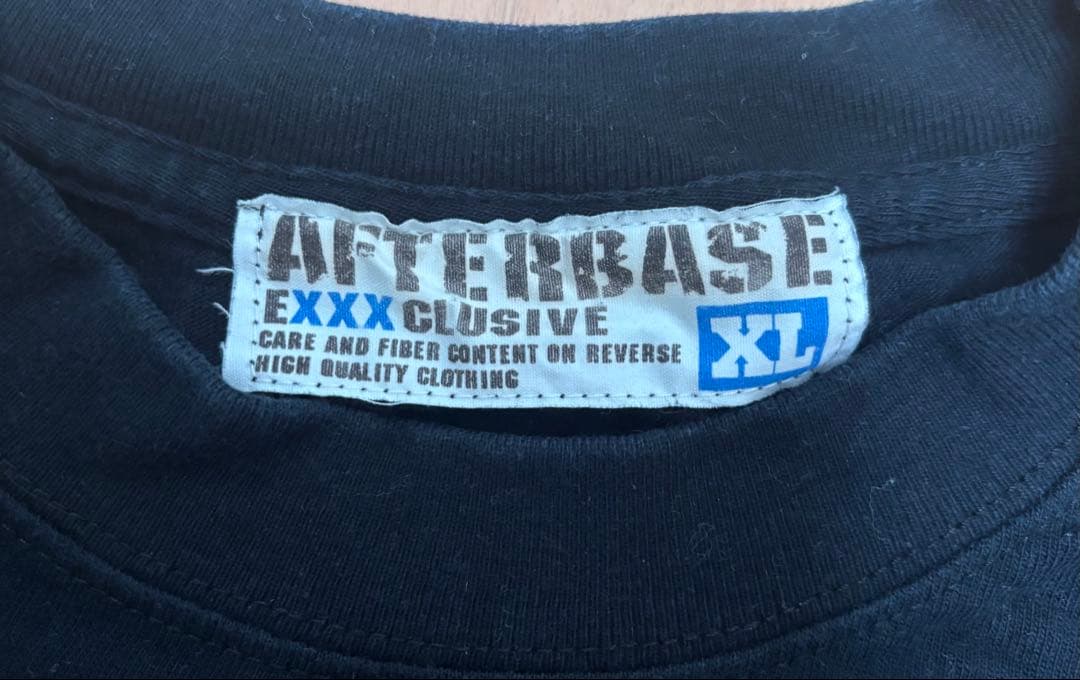 AFTERBASE
EXXXCLUSIVE
CARE AND FIBER CONTENT ON REVERSE
HIGH QUALITY CLOTHING
XL